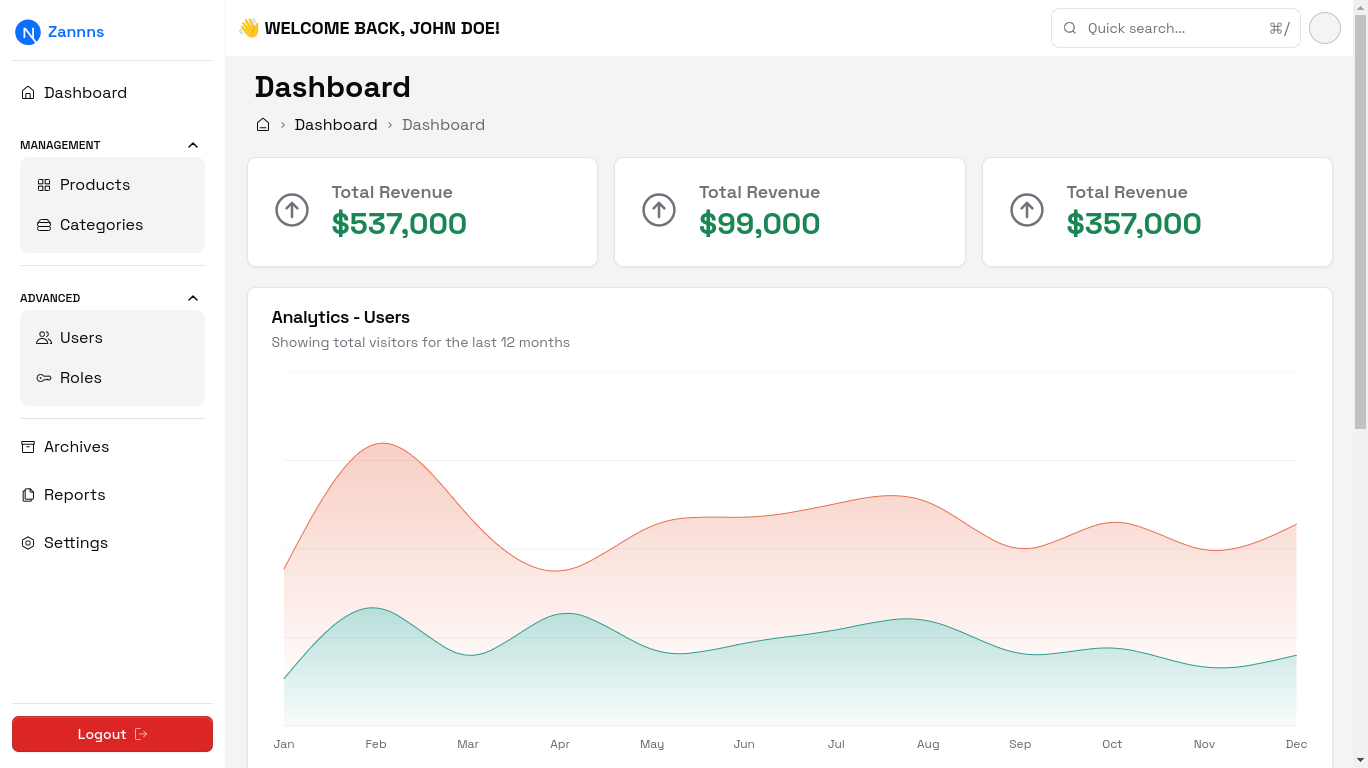 Zannns
Dashboard
MANAGEMENT
Products
Categories
ADVANCED
Users
Roles
Archives
Reports
Settings
Logout
👋 WELCOME BACK, JOHN DOE!
Quick search... ⌘/
Dashboard
Dashboard › Dashboard
Total Revenue
$537,000
Total Revenue
$99,000
Total Revenue
$357,000
Analytics - Users
Showing total visitors for the last 12 months
Jan Feb Mar Apr May Jun Jul Aug Sep Oct Nov Dec